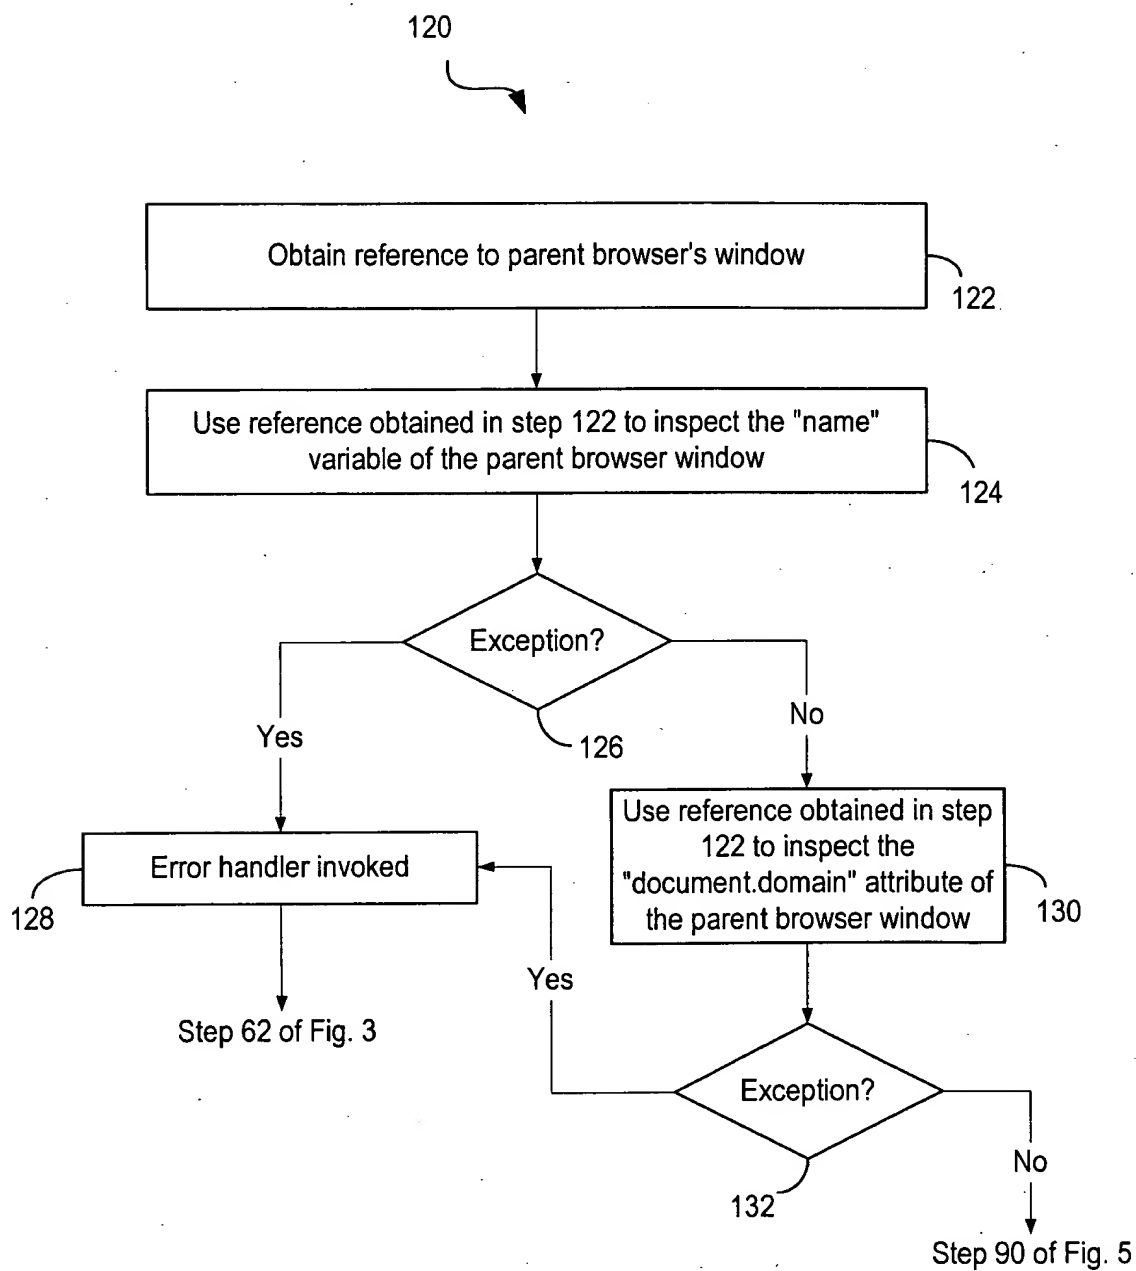 120
Obtain reference to parent browser's window
122
Use reference obtained in step 122 to inspect the "name"
variable of the parent browser window
124
Exception?
126
Yes
No
Error handler invoked
128
Use reference obtained in step
122 to inspect the
"document.domain" attribute of
the parent browser window
130
Yes
Step 62 of Fig. 3
Exception?
132
No
Step 90 of Fig. 5